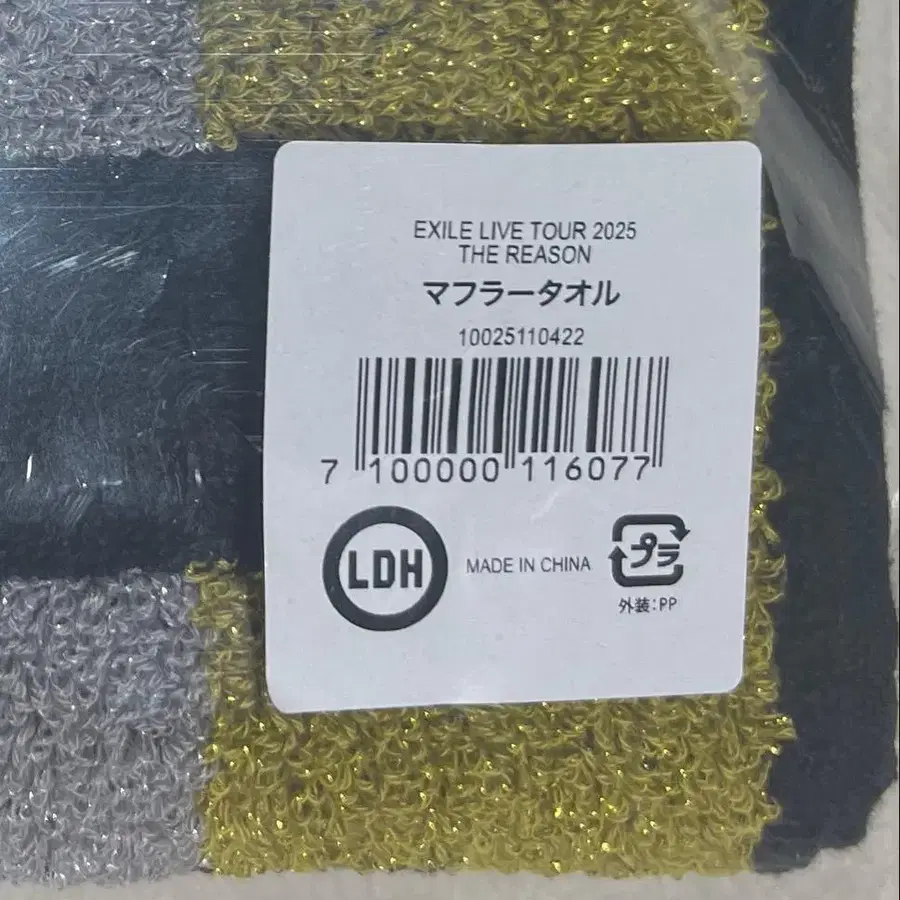 EXILE LIVE TOUR 2025
THE REASON
マフラータオル
10025110422
7 100000 116077
LDH
MADE IN CHINA
プラ
外装:PP